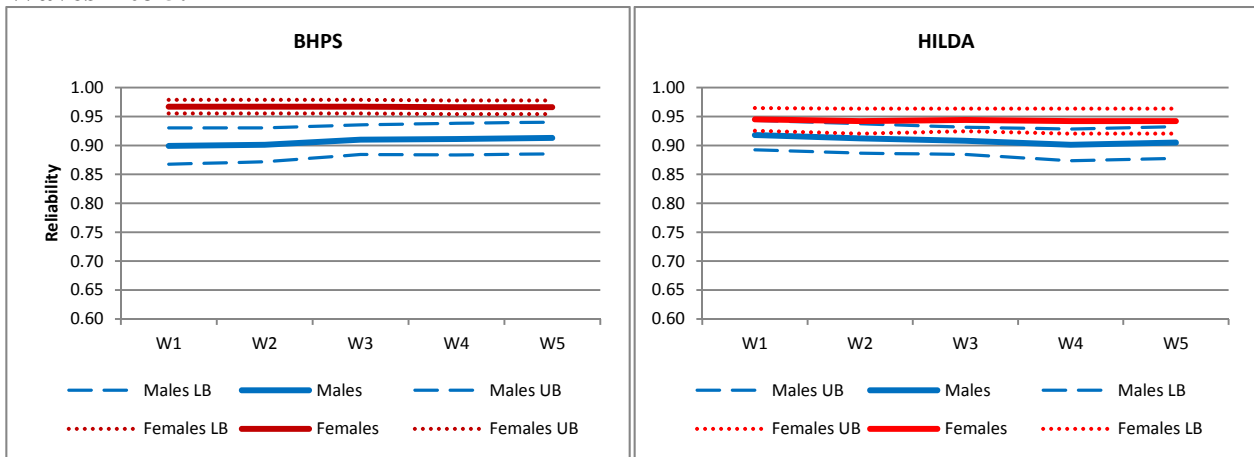 BHPS
Reliability
1.00
0.95
0.90
0.85
0.80
0.75
0.70
0.65
0.60
W1 W2 W3 W4 W5
Males LB Males Males UB
Females LB Females Females UB
HILDA
1.00
0.95
0.90
0.85
0.80
0.75
0.70
0.65
0.60
W1 W2 W3 W4 W5
Males UB Males Males LB
Females UB Females Females LB